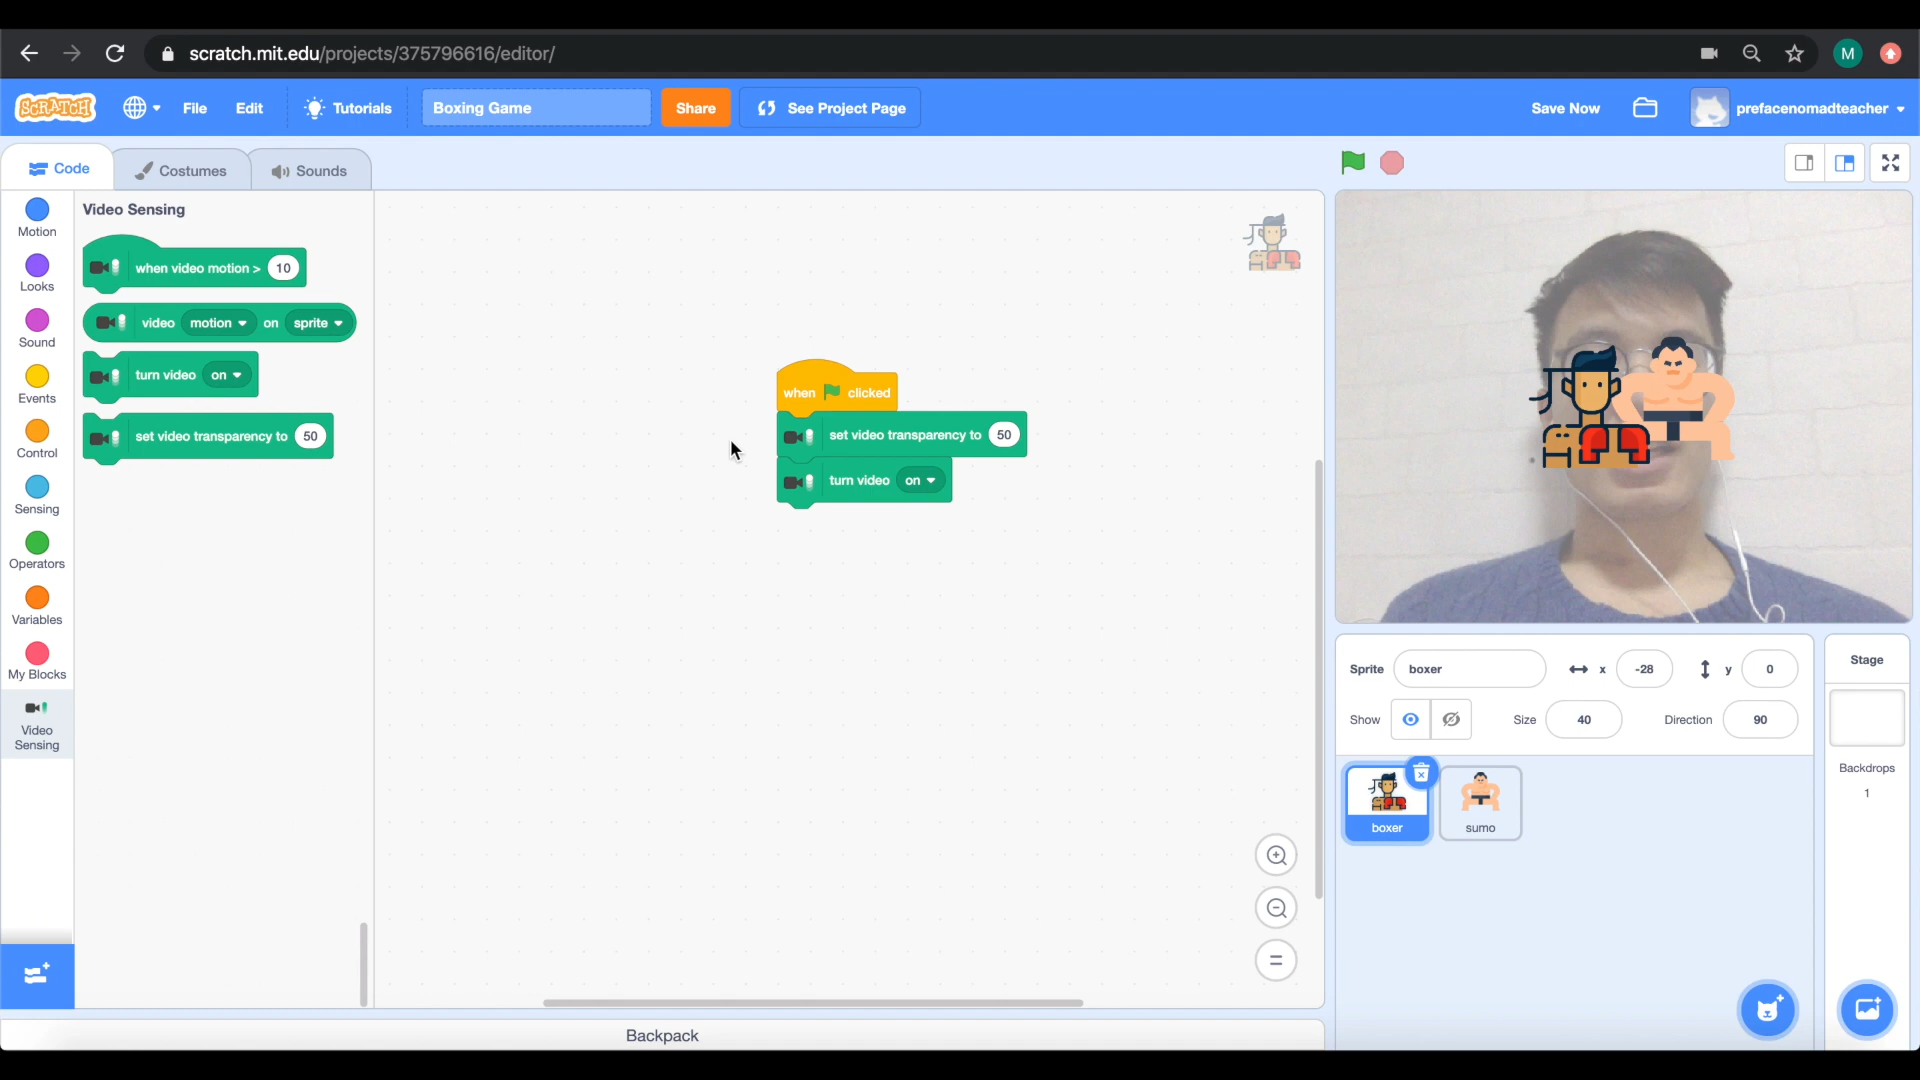 scratch.mit.edu/projects/375796616/editor/
M
SCRATCH
File
Edit
Tutorials
Boxing Game
Share
See Project Page
Save Now
prefacenomadteacher
Code
Costumes
Sounds
Motion
Looks
Sound
Events
Control
Sensing
Operators
Variables
My Blocks
Video
Sensing
Video Sensing
when video motion > 10
video motion on sprite
turn video on
set video transparency to 50
when clicked
set video transparency to 50
turn video on
Sprite boxer x -28 y 0
Show Size 40 Direction 90
boxer
sumo
Stage
Backdrops
1
Backpack